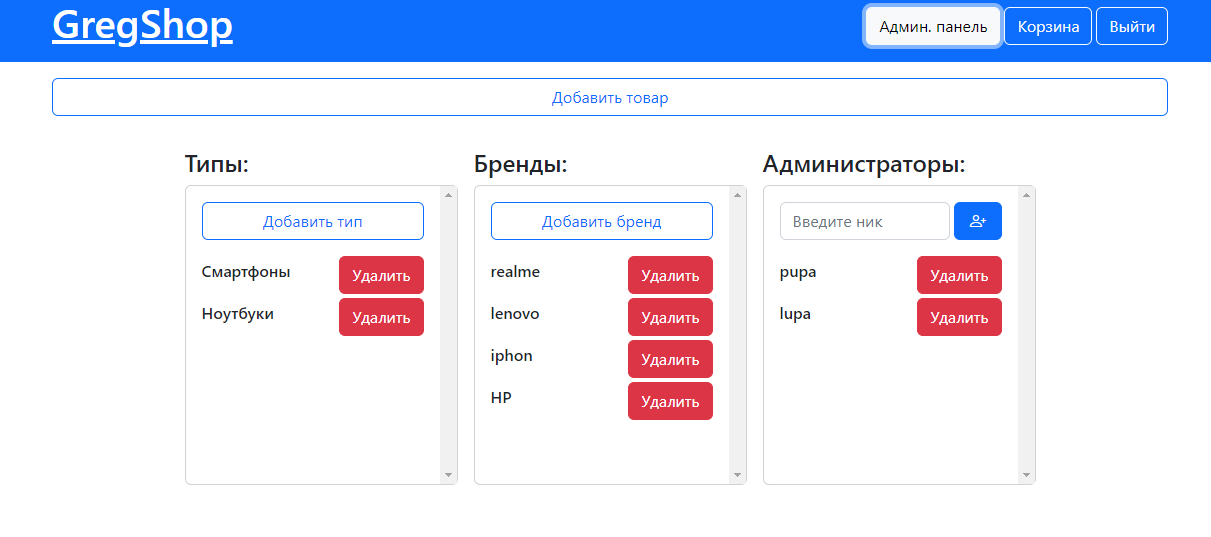 GregShop
Админ. панель Корзина Выйти
Добавить товар
Типы:
Добавить тип
Смартфоны Удалить
Ноутбуки Удалить
Бренды:
Добавить бренд
realme Удалить
lenovo Удалить
iphon Удалить
HP Удалить
Администраторы:
Введите ник
pupa Удалить
lupa Удалить